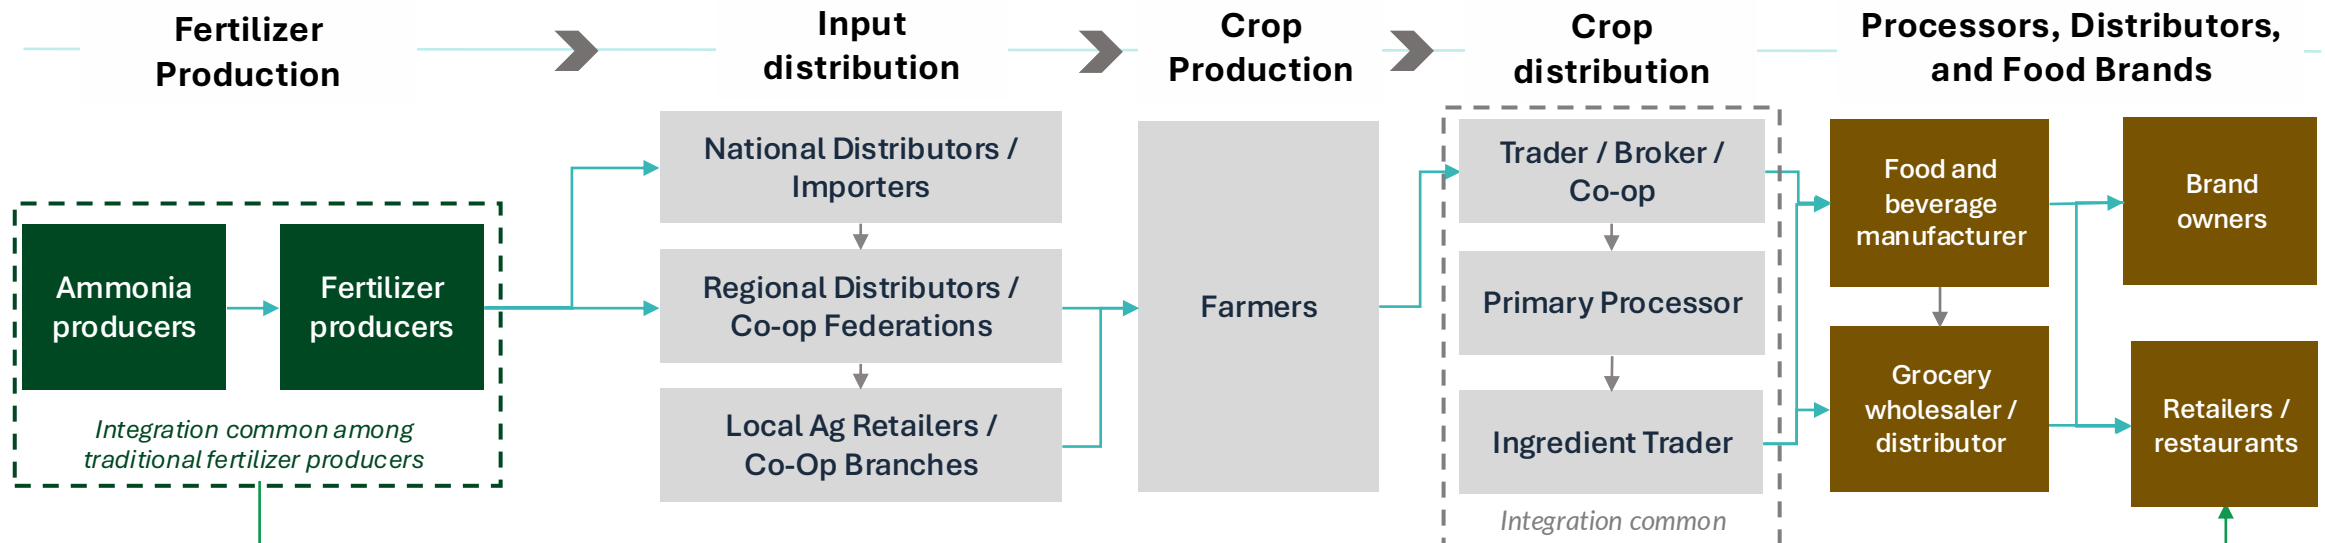 Fertilizer
Production
Input
distribution
Crop
Production
Crop
distribution
Processors, Distributors,
and Food Brands
Ammonia
producers
Fertilizer
producers
Integration common among
traditional fertilizer producers
National Distributors /
Importers
Regional Distributors /
Co-op Federations
Local Ag Retailers /
Co-Op Branches
Farmers
Trader / Broker /
Co-op
Primary Processor
Ingredient Trader
Integration common
Food and
beverage
manufacturer
Grocery
wholesaler /
distributor
Brand
owners
Retailers /
restaurants